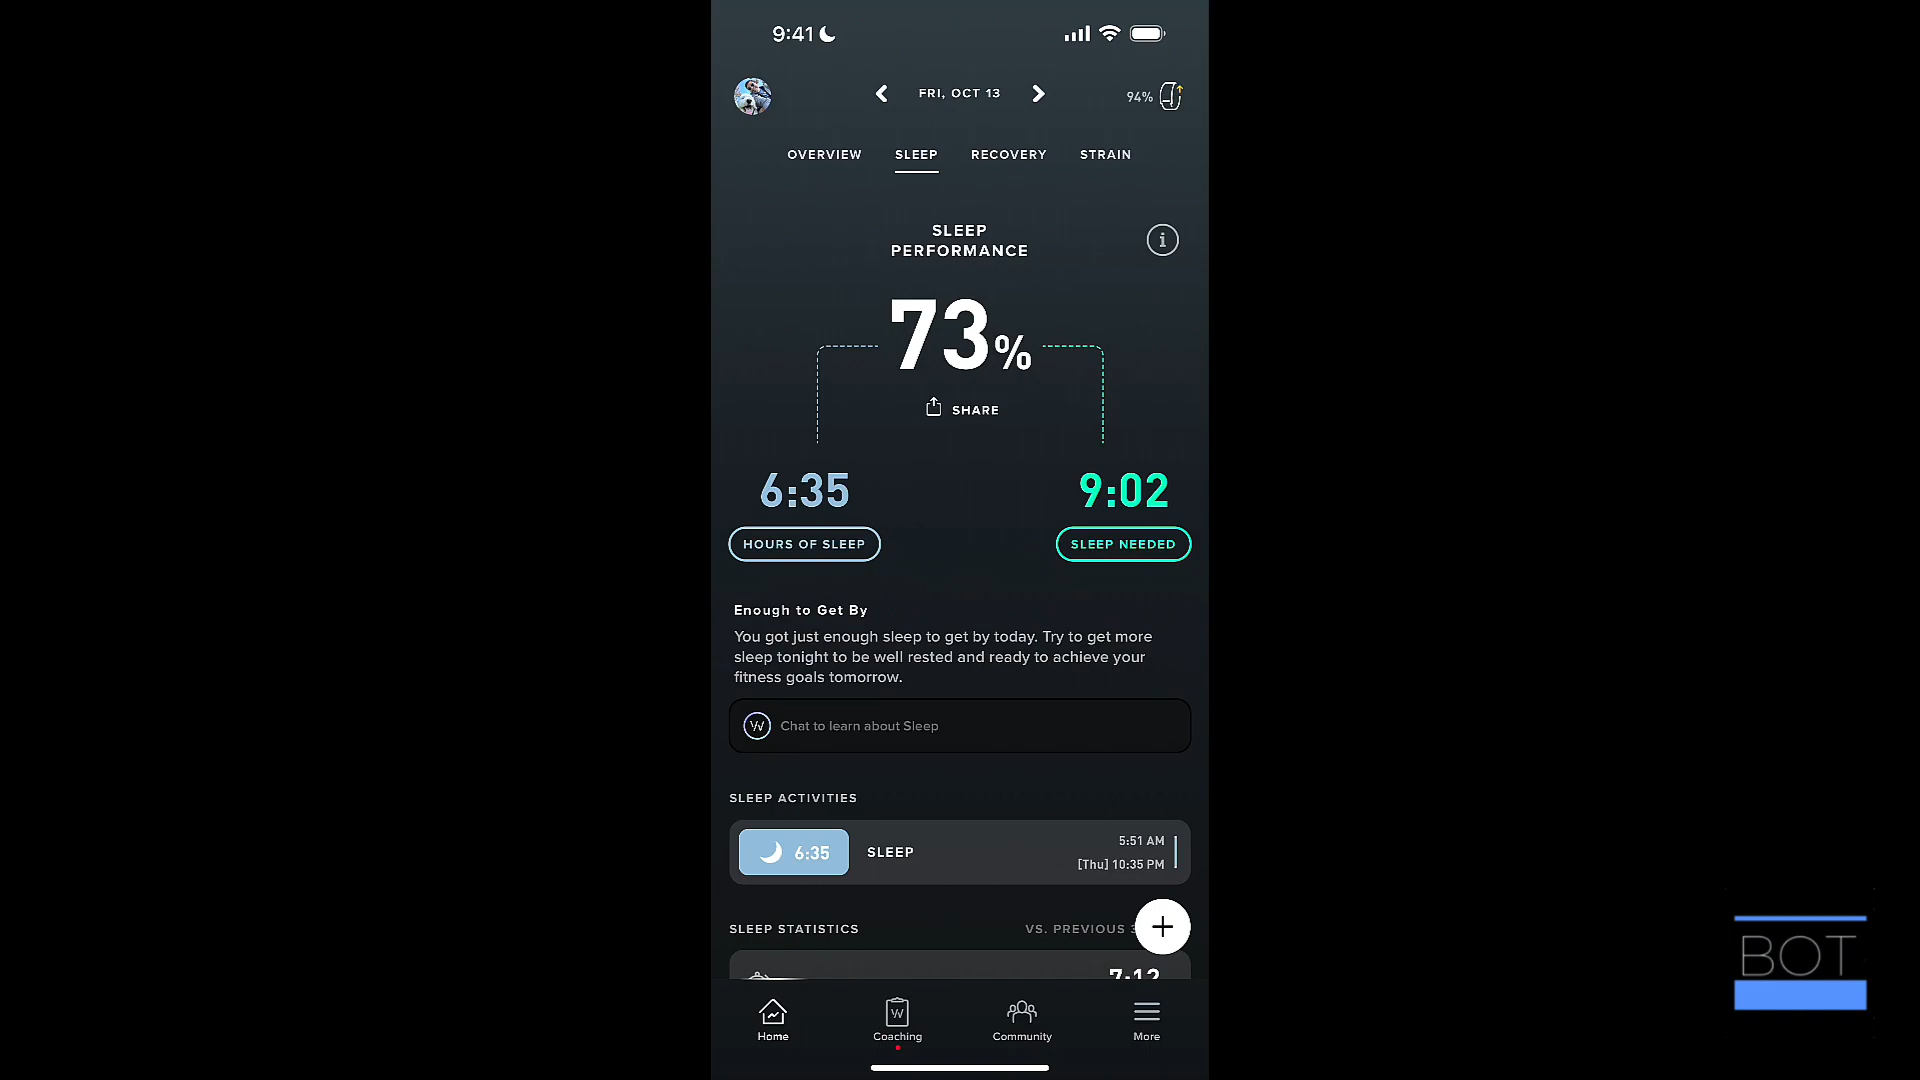 9:41
FRI, OCT 13
94%
OVERVIEW SLEEP RECOVERY STRAIN
SLEEP
PERFORMANCE
i
73%
SHARE
6:35
9:02
HOURS OF SLEEP
SLEEP NEEDED
Enough to Get By
You got just enough sleep to get by today. Try to get more
sleep tonight to be well rested and ready to achieve your
fitness goals tomorrow.
W Chat to learn about Sleep
SLEEP ACTIVITIES
6:35 SLEEP
5:51 AM
[Thu] 10:35 PM
SLEEP STATISTICS
VS. PREVIOUS
7:12
Home
W
Coaching
Community
More
BOT